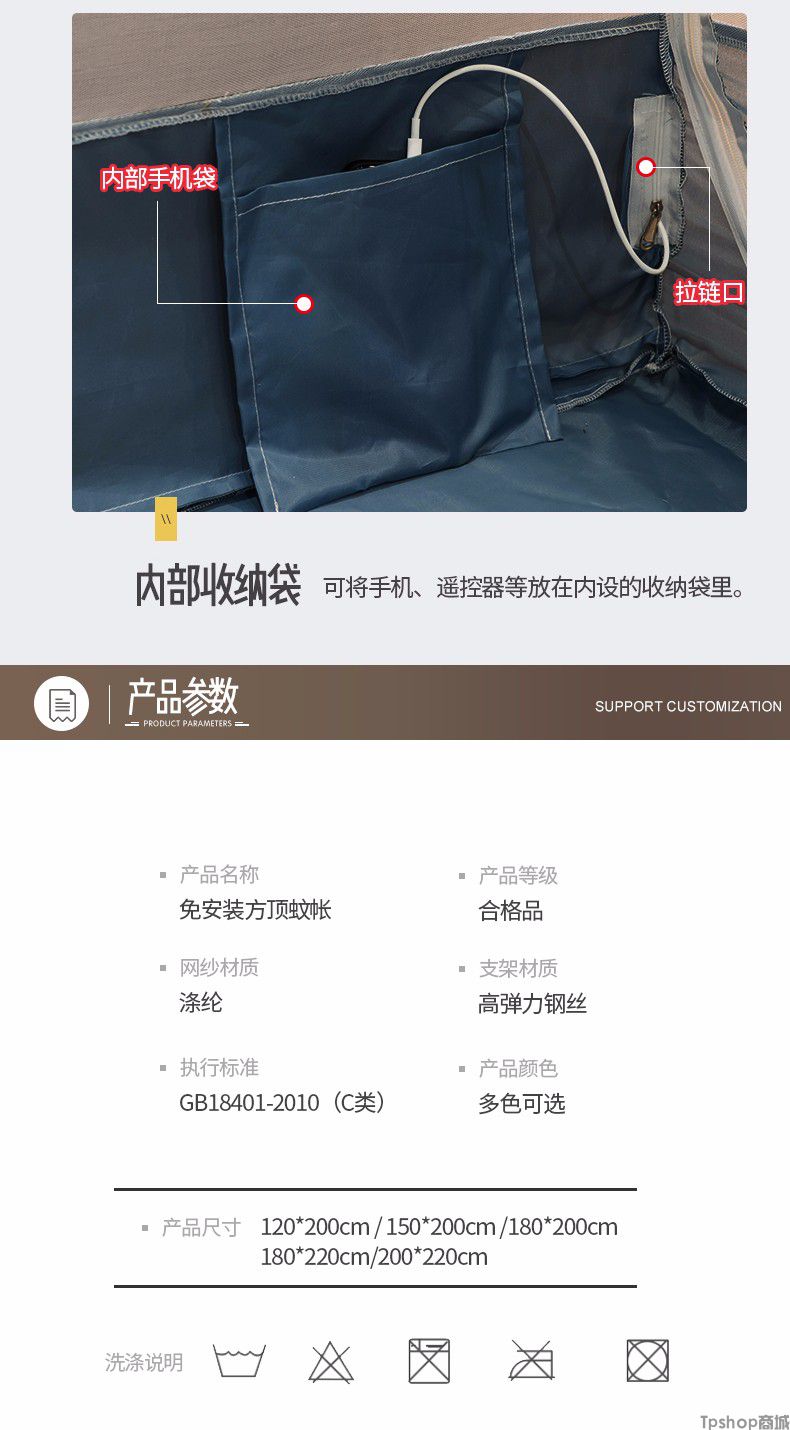 内部手机袋
拉链口
\\
内部收纳袋 可将手机、遥控器等放在内设的收纳袋里。
产品参数
PRODUCT PARAMETERS
SUPPORT CUSTOMIZATION
产品名称 产品等级
免安装方顶蚊帐 合格品
网纱材质 支架材质
涤纶 高弹力钢丝
执行标准 产品颜色
GB18401-2010（C类） 多色可选
产品尺寸 120*200cm / 150*200cm /180*200cm
180*220cm/200*220cm
洗涤说明
Tpshop商城